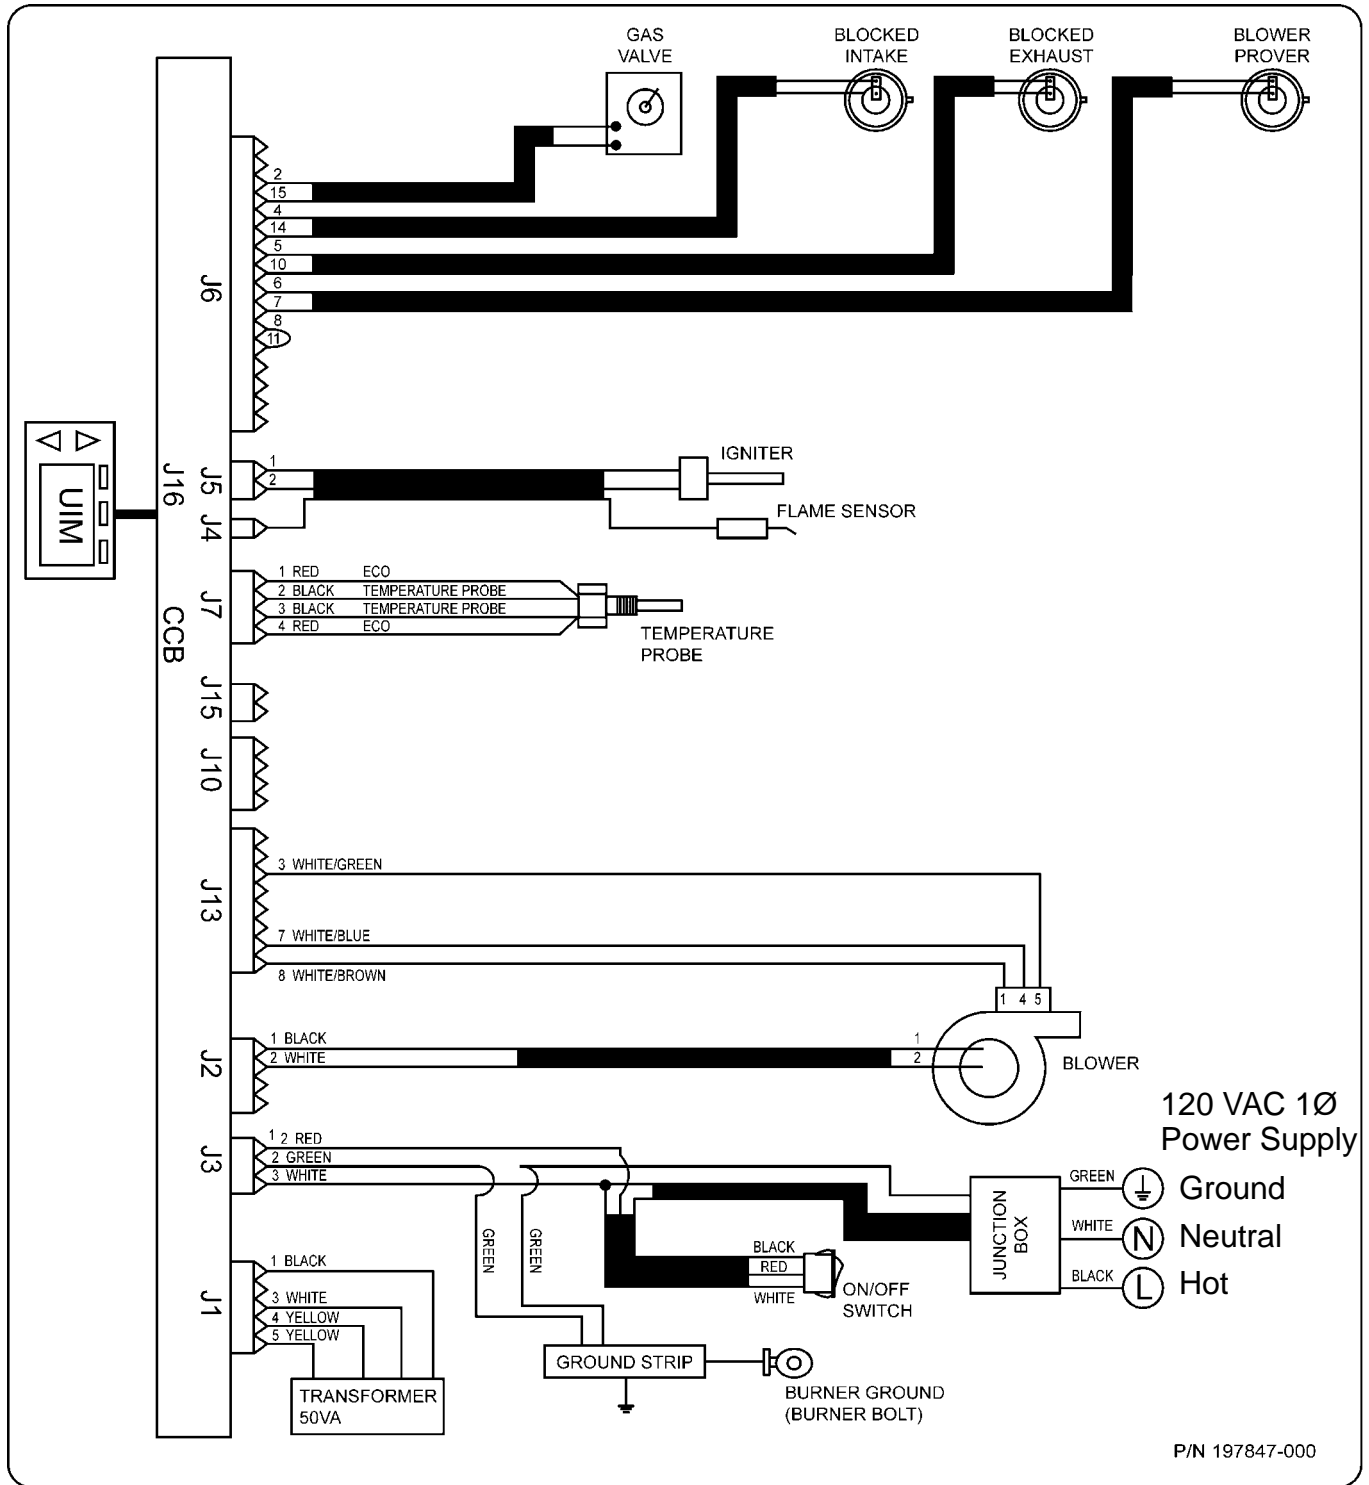 GAS
VALVE
BLOCKED
INTAKE
BLOCKED
EXHAUST
BLOWER
PROVER
2
15
4
14
5
10
6
7
8
11
J6
UIM
J16
CCB
J5
1
2
IGNITER
J4
FLAME SENSOR
J7
1 RED ECO
2 BLACK TEMPERATURE PROBE
3 BLACK TEMPERATURE PROBE
4 RED ECO
TEMPERATURE
PROBE
J15
J10
J13
3 WHITE/GREEN
7 WHITE/BLUE
8 WHITE/BROWN
1 4 5
J2
1 BLACK
2 WHITE
1
2
BLOWER
120 VAC 1Ø
Power Supply
J3
1 2 RED
2 GREEN
3 WHITE
GREEN
GREEN
BLACK
RED
WHITE
ON/OFF
SWITCH
JUNCTION
BOX
GREEN Ground
WHITE N Neutral
BLACK L Hot
J1
1 BLACK
3 WHITE
4 YELLOW
5 YELLOW
TRANSFORMER
50VA
GROUND STRIP
BURNER GROUND
(BURNER BOLT)
P/N 197847-000